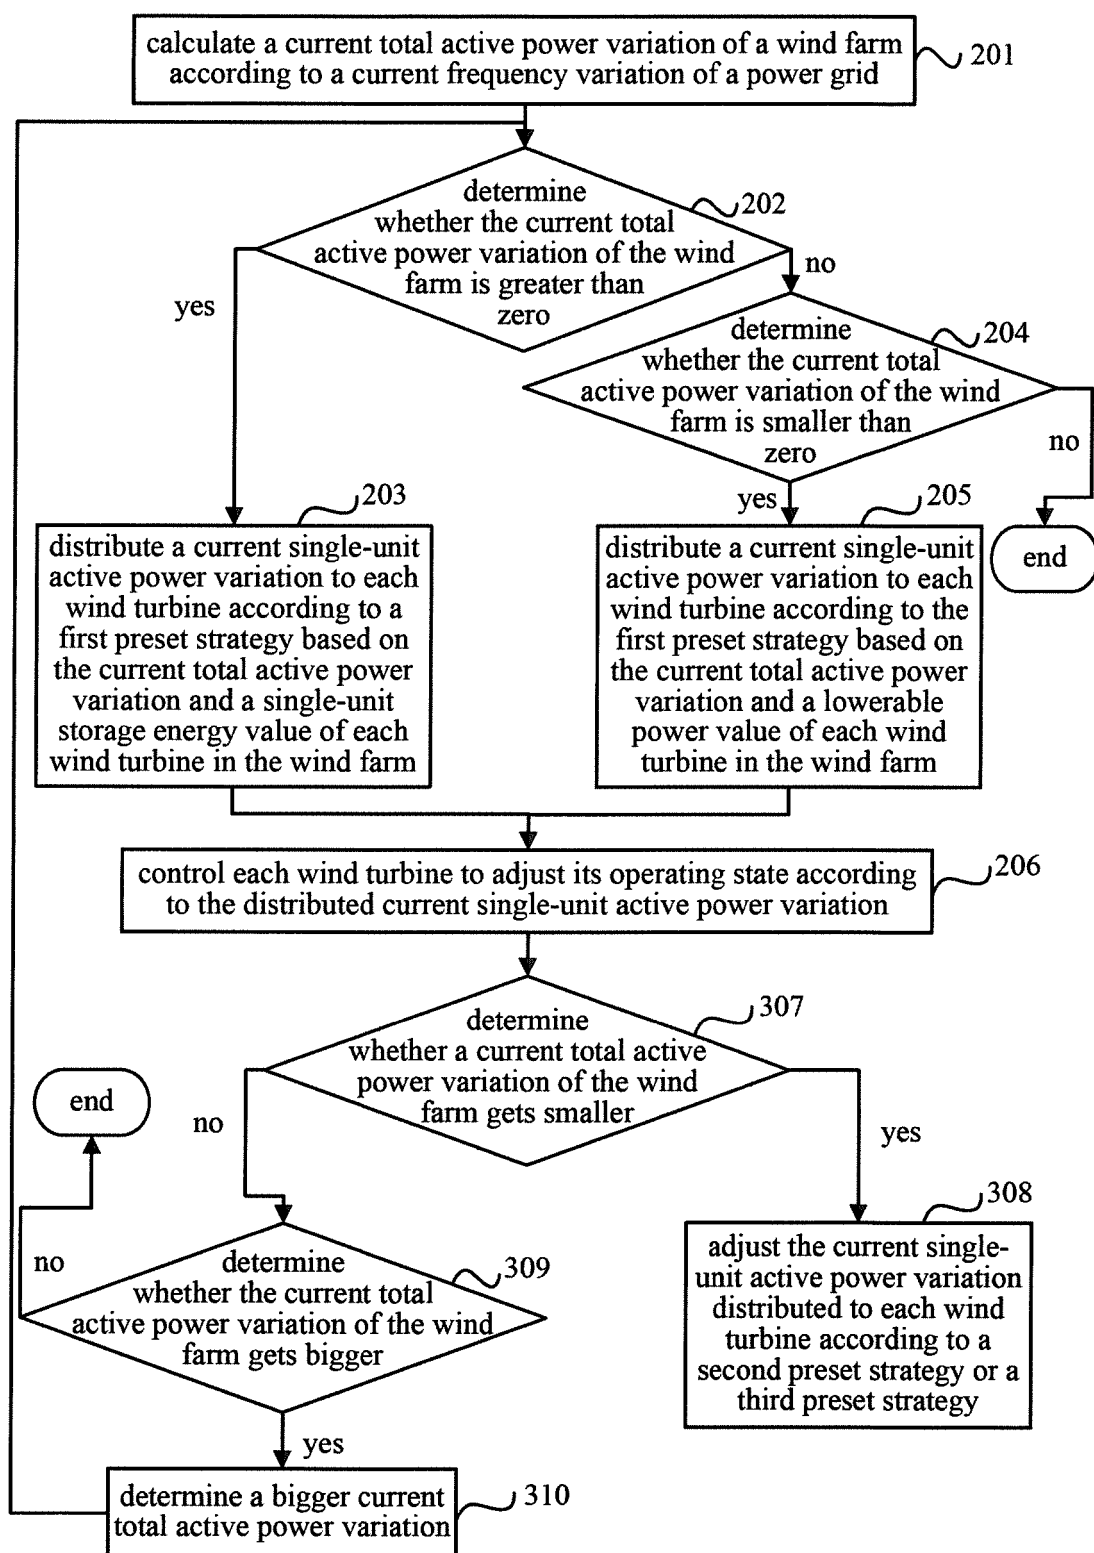 calculate a current total active power variation of a wind farm
according to a current frequency variation of a power grid
201
determine
whether the current total
active power variation of the wind
farm is greater than
zero
202
yes
no
determine
whether the current total
active power variation of the wind
farm is smaller than
zero
204
no
yes
end
203
distribute a current single-unit
active power variation to each
wind turbine according to a
first preset strategy based on
the current total active power
variation and a single-unit
storage energy value of each
wind turbine in the wind farm
205
distribute a current single-unit
active power variation to each
wind turbine according to the
first preset strategy based on
the current total active power
variation and a lowerable
power value of each wind
turbine in the wind farm
control each wind turbine to adjust its operating state according
to the distributed current single-unit active power variation
206
determine
whether a current total active
power variation of the wind
farm gets smaller
307
end
no
yes
308
adjust the current single-
unit active power variation
distributed to each wind
turbine according to a
second preset strategy or a
third preset strategy
no
determine
whether the current total
active power variation of the wind
farm gets bigger
309
yes
determine a bigger current
total active power variation
310